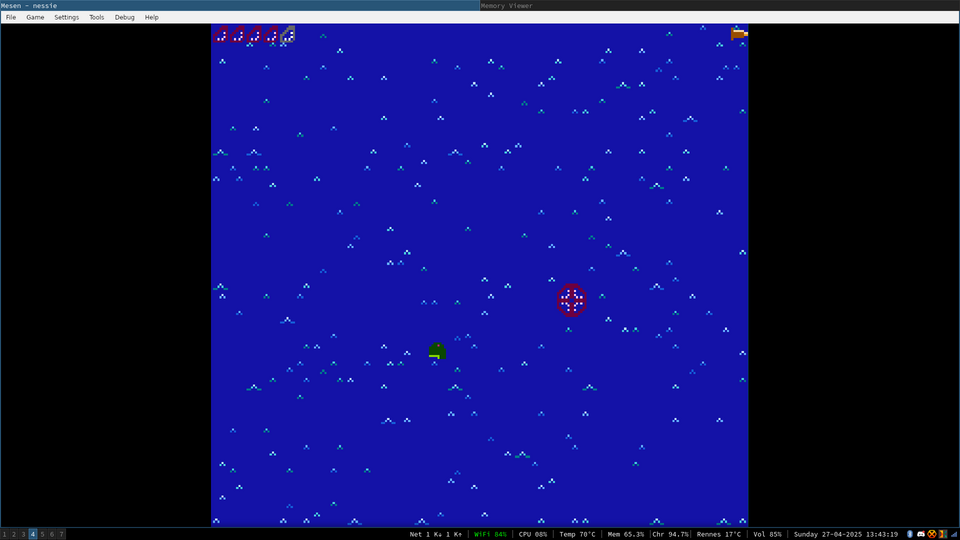 Mesen - nessie
Memory Viewer
File Game Settings Tools Debug Help
1 2 3 4 5 6 7
Net 1 K↓ 1 K↑ WiFi 84% CPU 08% Temp 70°C Mem 65.3% Chr 94.7% Rennes 17°C Vol 85% Sunday 27-04-2025 13:43:19